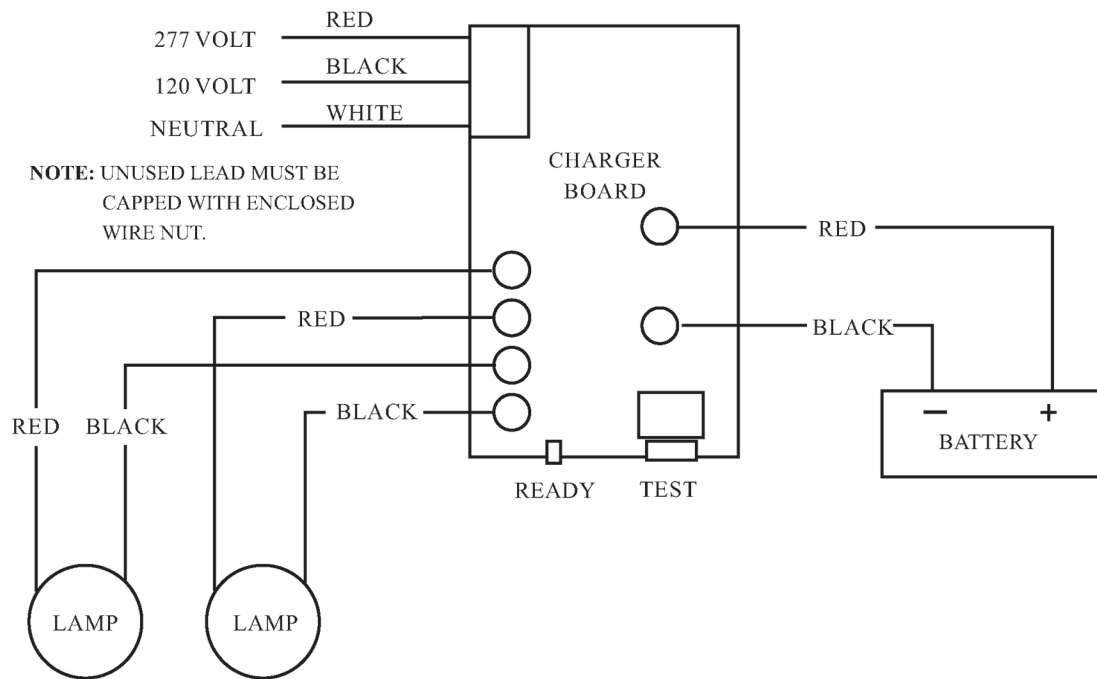 RED
277 VOLT
BLACK
120 VOLT
WHITE
NEUTRAL
NOTE: UNUSED LEAD MUST BE
CAPPED WITH ENCLOSED
WIRE NUT.
CHARGER
BOARD
RED
RED
BLACK
BLACK
RED BLACK
− +
BATTERY
READY TEST
LAMP LAMP